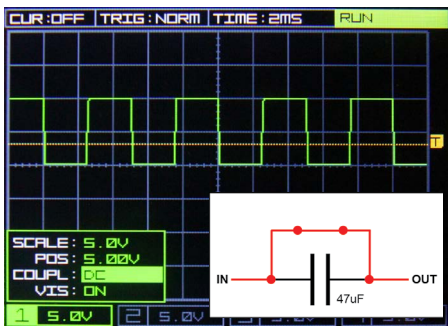 CUR:OFF TRIG:NORM TIME:2MS RUN
T
SCALE: 5.0V
POS: 5.00V
COUPL: DC
VIS: ON
IN
OUT
47uF
1 5.0V 2 5.0V